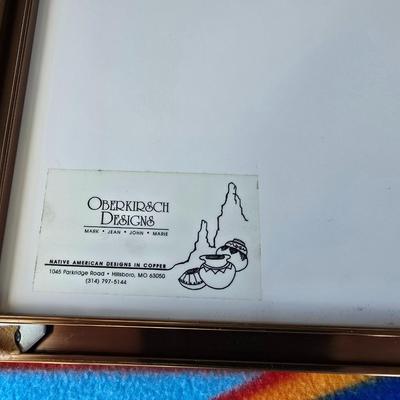 OBERKIRSCH
DESIGNS
MARK • JEAN • JOHN • MARIE
NATIVE AMERICAN DESIGNS IN COPPER
1045 Parkridge Road • Hillsboro, MO 63050
(314) 797-5144